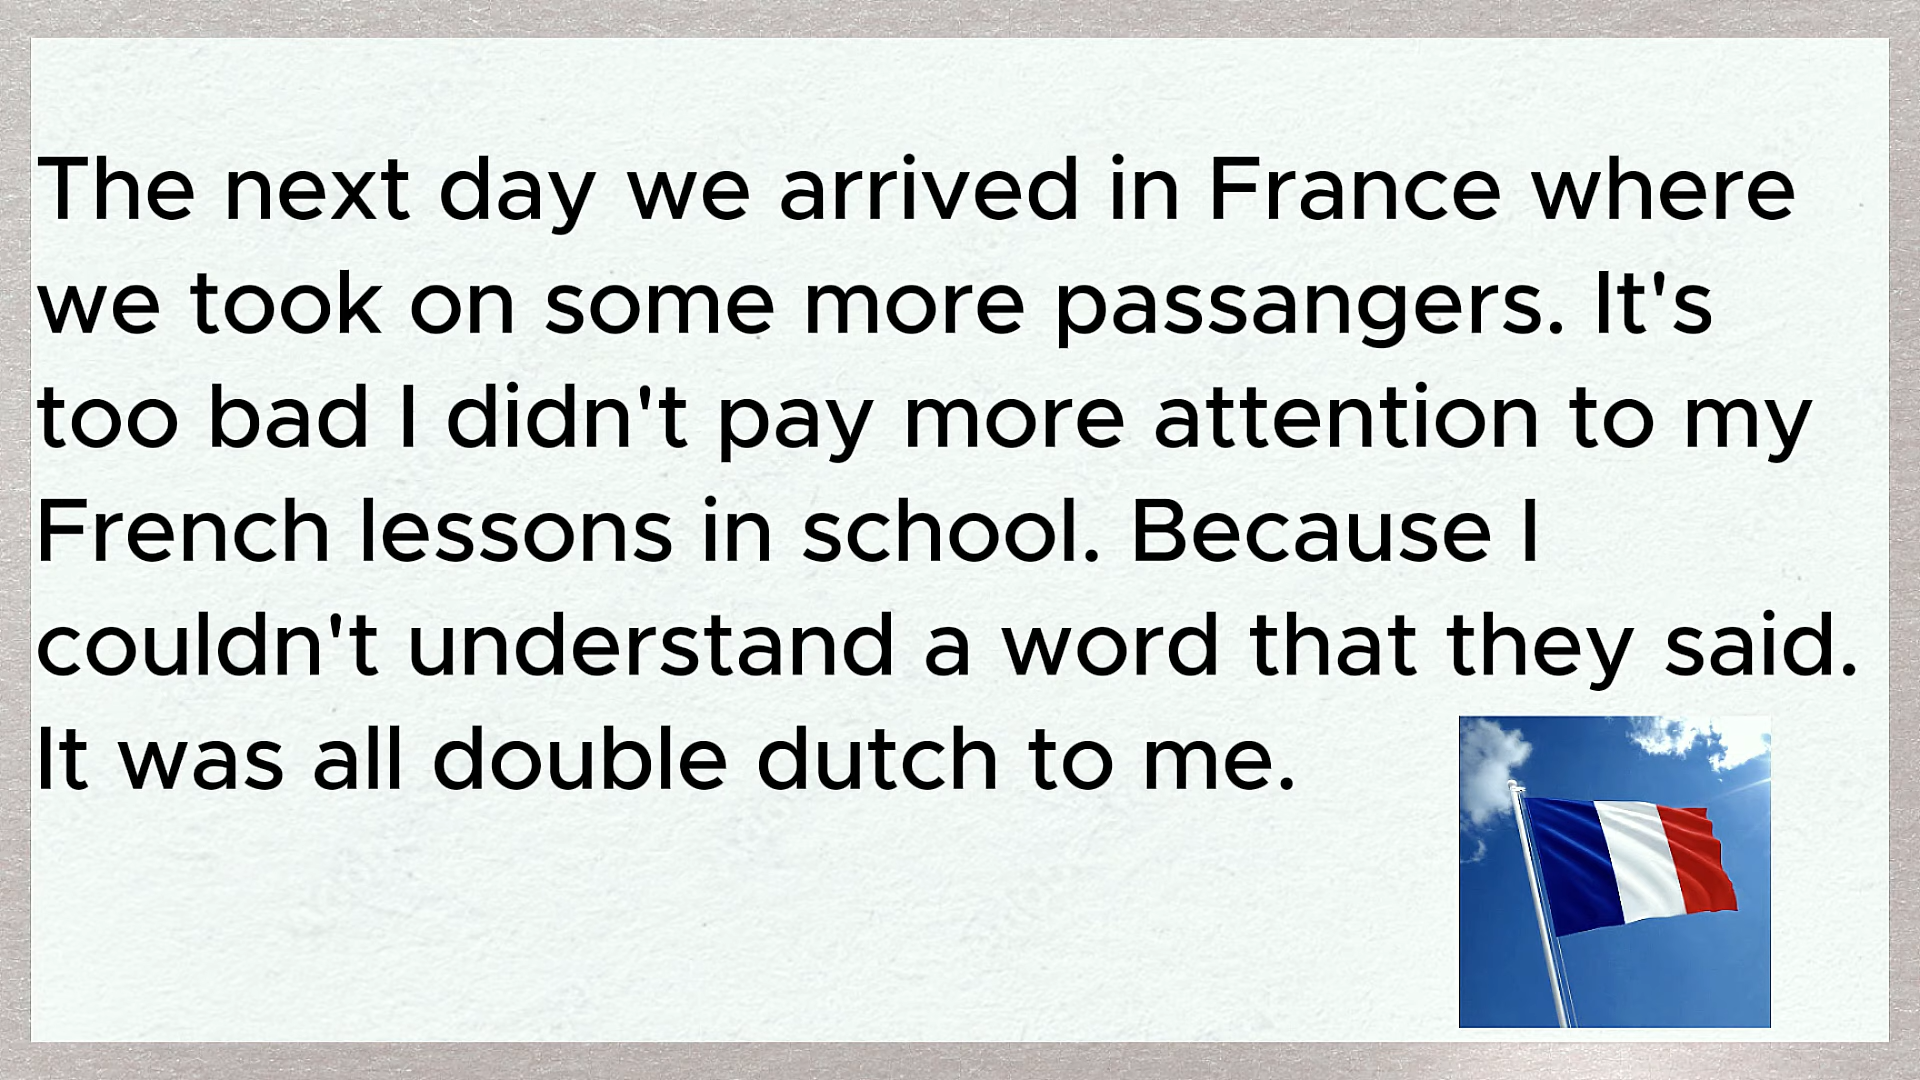 The next day we arrived in France where
we took on some more passangers. It's
too bad I didn't pay more attention to my
French lessons in school. Because I
couldn't understand a word that they said.
It was all double dutch to me.